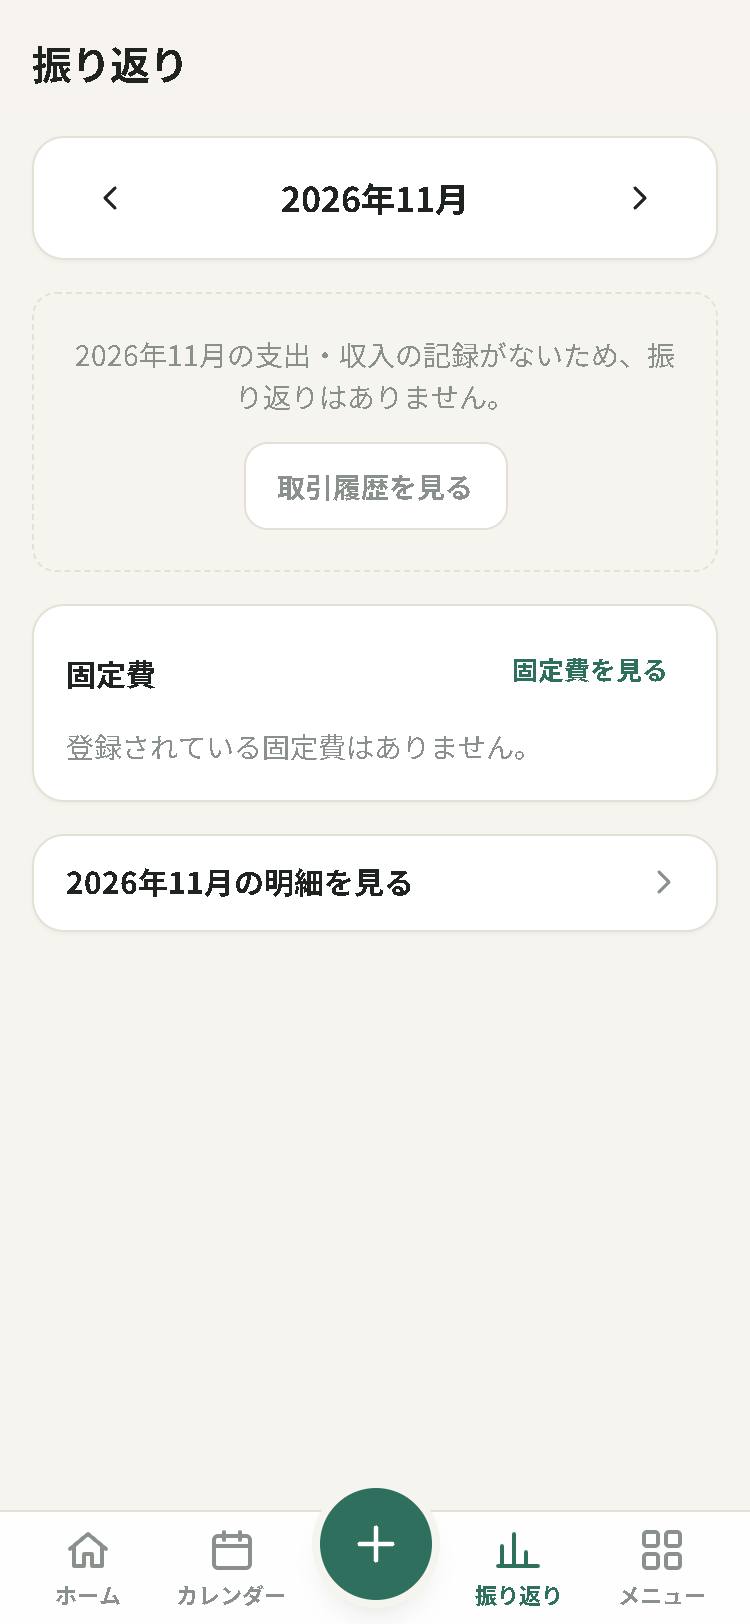 振り返り
2026年11月
2026年11月の支出・収入の記録がないため、振
り返りはありません。
取引履歴を見る
固定費
固定費を見る
登録されている固定費はありません。
2026年11月の明細を見る
ホーム
カレンダー
振り返り
メニュー